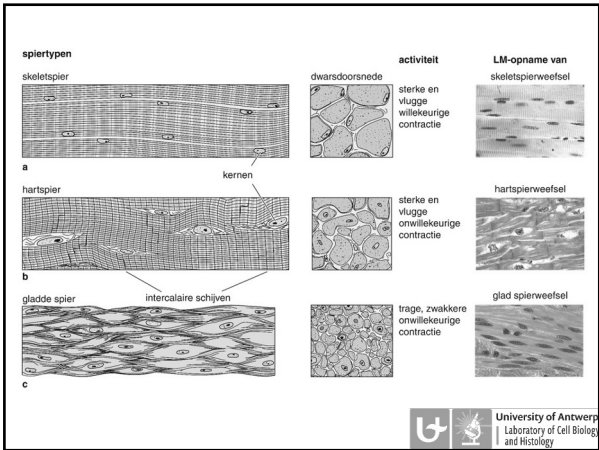 spiertypen
activiteit
LM-opname van
skeletspier
dwarsdoorsnede
skeletspierweefsel
sterke en
vlugge
willekeurige
contractie
a
kernen
hartspier
sterke en
vlugge
onwillekeurige
contractie
hartspierweefsel
b
intercalaire schijven
gladde spier
trage, zwakkere
onwillekeurige
contractie
glad spierweefsel
c
University of Antwerp
Laboratory of Cell Biology
and Histology